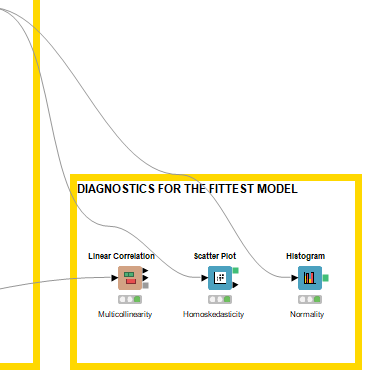 DIAGNOSTICS FOR THE FITTEST MODEL
Linear Correlation
Scatter Plot
Histogram
Multicollinearity
Homoskedasticity
Normality